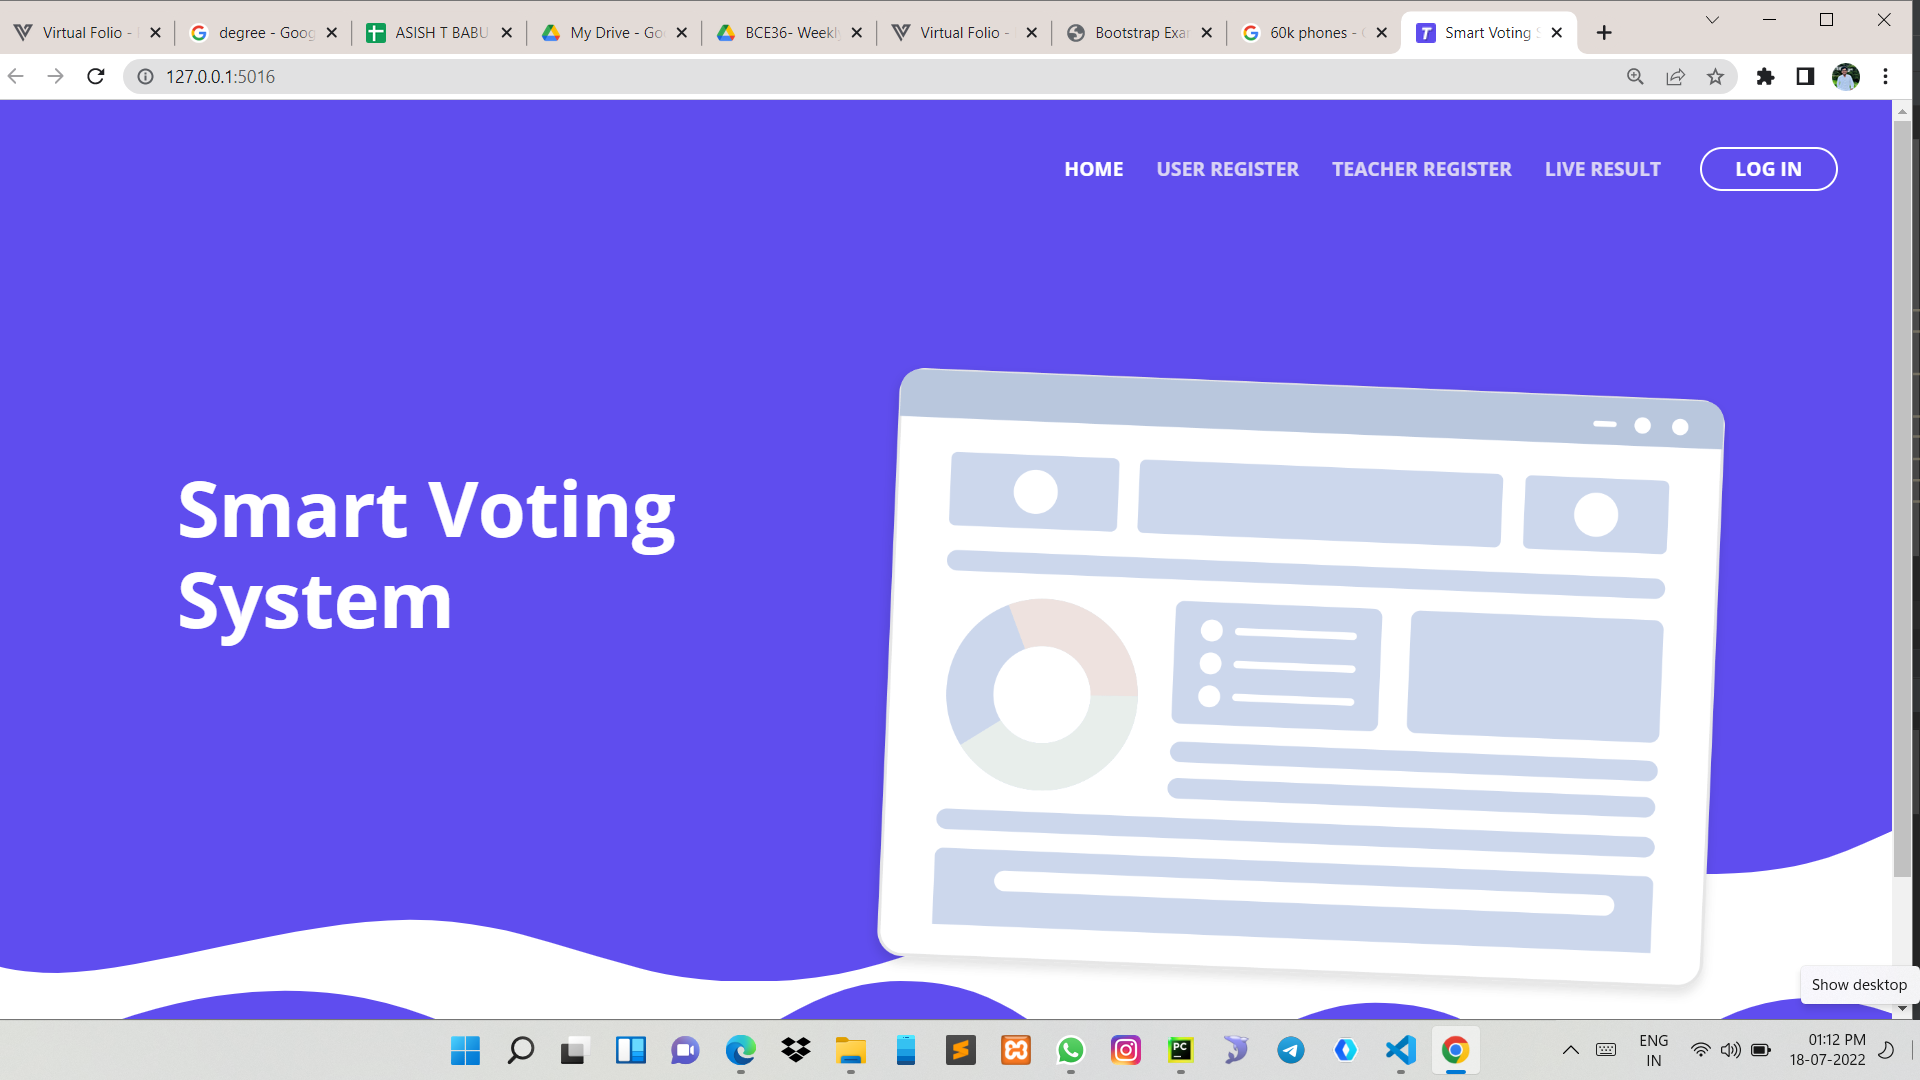 Virtual Folio -
degree - Goog
ASISH T BABU
My Drive - Go
BCE36- Weekly
Virtual Folio -
Bootstrap Exa
60k phones -
Smart Voting
127.0.0.1:5016
HOME
USER REGISTER
TEACHER REGISTER
LIVE RESULT
LOG IN
Smart Voting
System
Show desktop
PC
ENG
IN
01:12 PM
18-07-2022